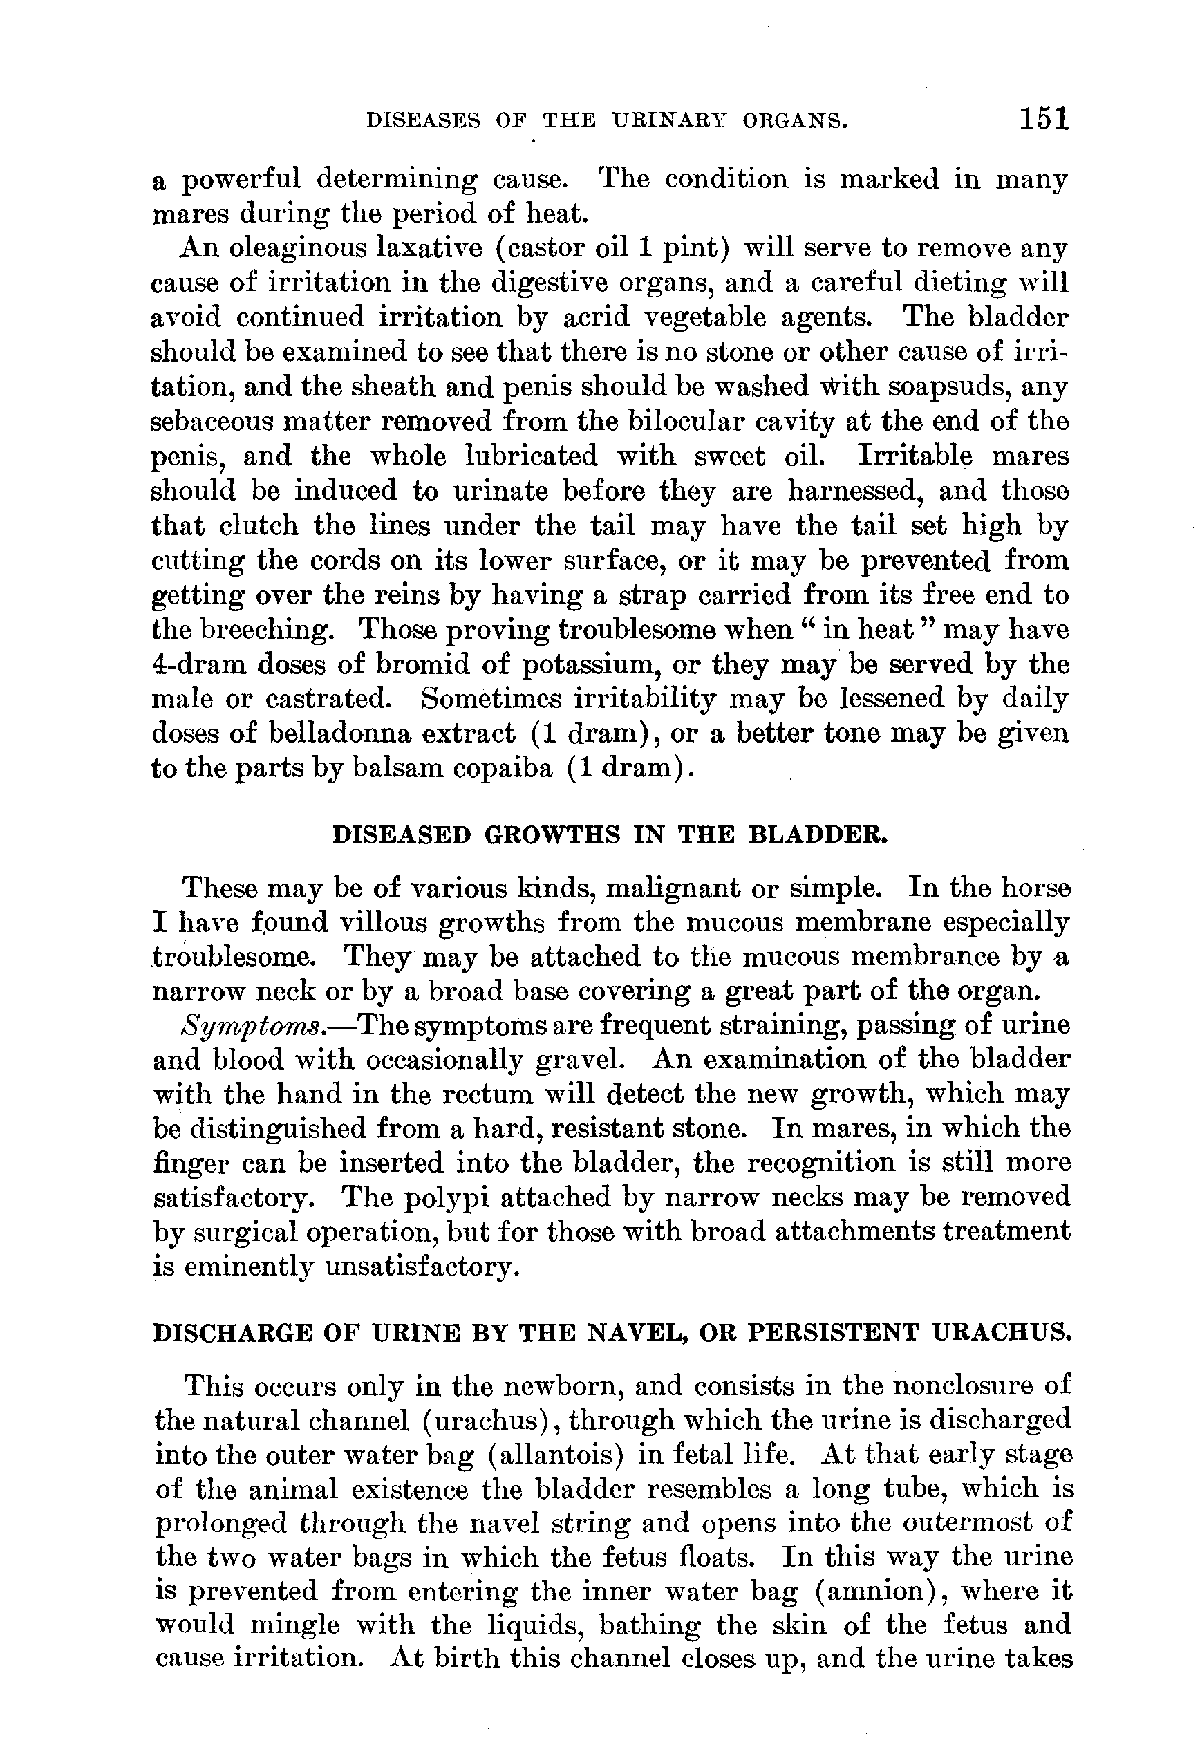 DISEASES OF THE URINARY ORGANS. 151
a powerful determining cause. The condition is marked in many
mares during the period of heat.
An oleaginous laxative (castor oil 1 pint) will serve to remove any
cause of irritation in the digestive organs, and a careful dieting will
avoid continued irritation by acrid vegetable agents. The bladder
should be examined to see that there is no stone or other cause of irri-
tation, and the sheath and penis should be washed with soapsuds, any
sebaceous matter removed from the bilocular cavity at the end of the
penis, and the whole lubricated with sweet oil. Irritable mares
should be induced to urinate before they are harnessed, and those
that clutch the lines under the tail may have the tail set high by
cutting the cords on its lower surface, or it may be prevented from
getting over the reins by having a strap carried from its free end to
the breeching. Those proving troublesome when “ in heat ” may have
4-dram doses of bromid of potassium, or they may be served by the
male or castrated. Sometimes irritability may be lessened by daily
doses of belladonna extract (1 dram), or a better tone may be given
to the parts by balsam copaiba (1 dram).
DISEASED GROWTHS IN THE BLADDER.
These may be of various kinds, malignant or simple. In the horse
I have found villous growths from the mucous membrane especially
troublesome. They may be attached to the mucous membrance by a
narrow neck or by a broad base covering a great part of the organ.
Symptoms.—The symptoms are frequent straining, passing of urine
and blood with occasionally gravel. An examination of the bladder
with the hand in the rectum will detect the new growth, which may
be distinguished from a hard, resistant stone. In mares, in which the
finger can be inserted into the bladder, the recognition is still more
satisfactory. The polypi attached by narrow necks may be removed
by surgical operation, but for those with broad attachments treatment
is eminently unsatisfactory.
DISCHARGE OF URINE BY THE NAVEL, OR PERSISTENT URACHUS.
This occurs only in the newborn, and consists in the nonclosure of
the natural channel (urachus), through which the urine is discharged
into the outer water bag (allantois) in fetal life. At that early stage
of the animal existence the bladder resembles a long tube, which is
prolonged through the navel string and opens into the outermost of
the two water bags in which the fetus floats. In this way the urine
is prevented from entering the inner water bag (amnion), where it
would mingle with the liquids, bathing the skin of the fetus and
cause irritation. At birth this channel closes up, and the urine takes